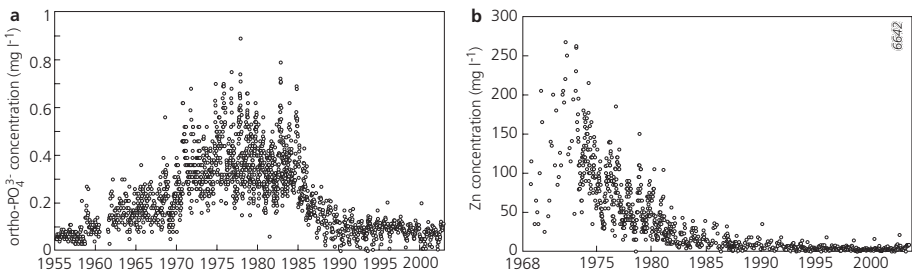 a
ortho-PO₄³⁻ concentration (mg l⁻¹)
1
0.8
0.6
0.4
0.2
0
1955 1960 1965 1970 1975 1980 1985 1990 1995 2000
b
Zn concentration (mg l⁻¹)
300
250
200
150
100
50
0
1968 1975 1980 1985 1990 1995 2000
6642